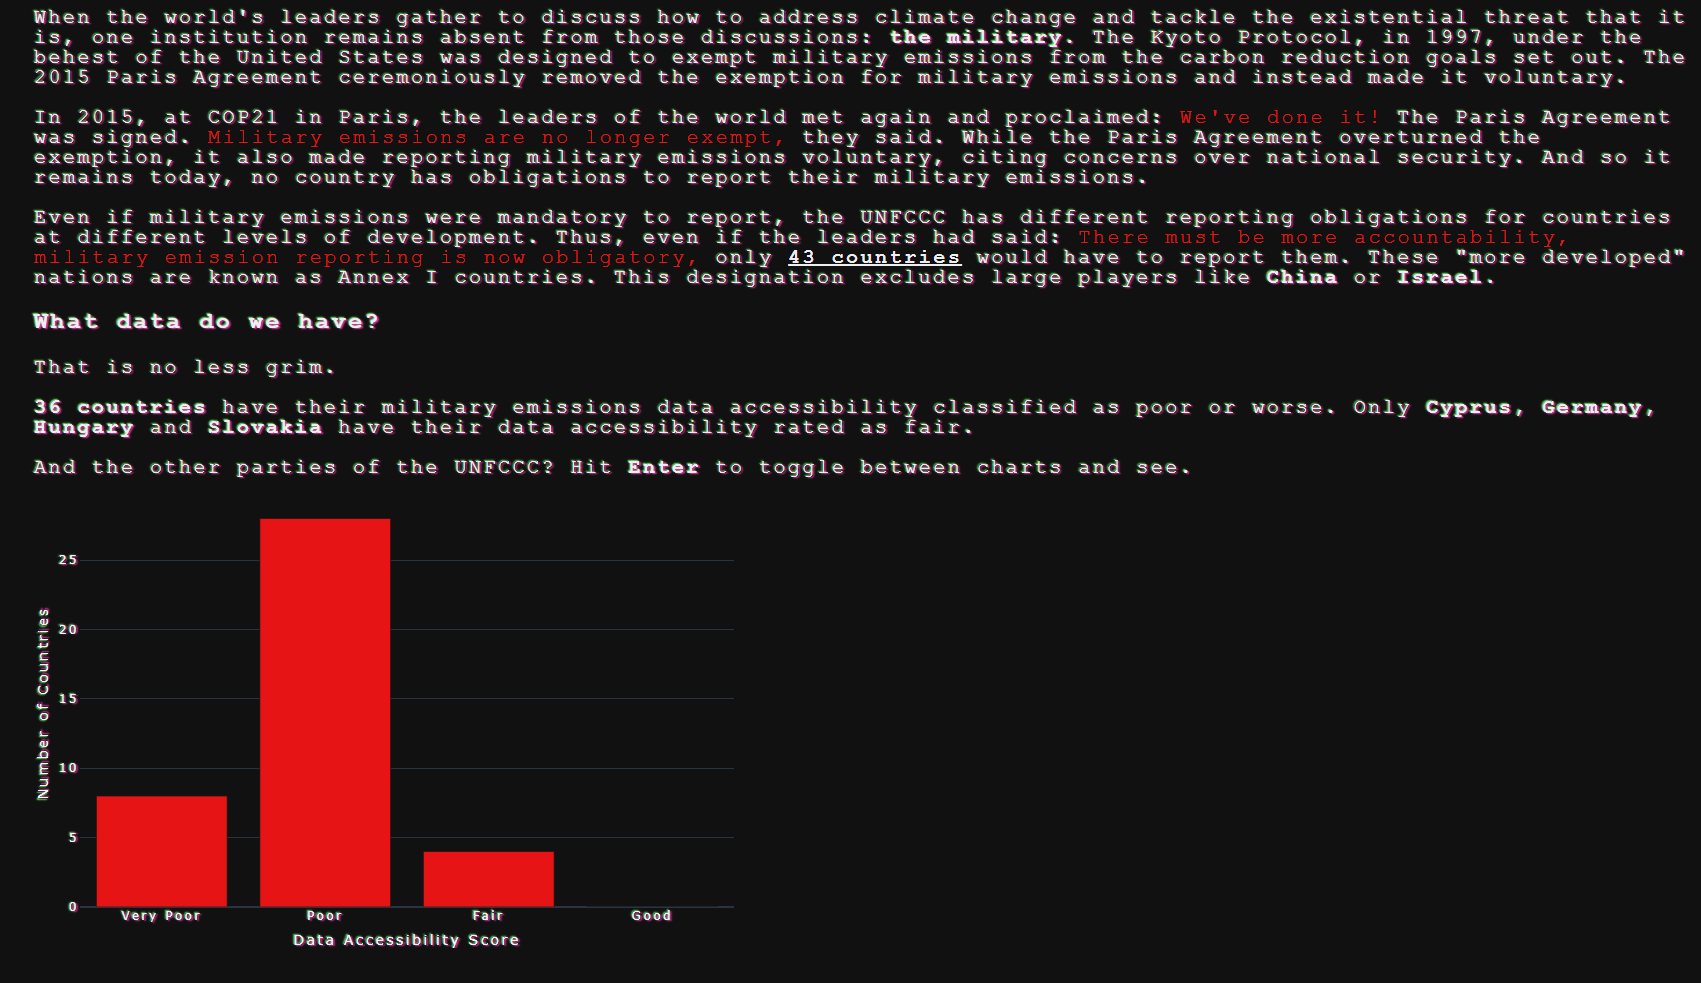 When the world's leaders gather to discuss how to address climate change and tackle the existential threat that it
is, one institution remains absent from those discussions: the military. The Kyoto Protocol, in 1997, under the
behest of the United States was designed to exempt military emissions from the carbon reduction goals set out. The
2015 Paris Agreement ceremoniously removed the exemption for military emissions and instead made it voluntary.
In 2015, at COP21 in Paris, the leaders of the world met again and proclaimed: We've done it! The Paris Agreement
was signed. Military emissions are no longer exempt, they said. While the Paris Agreement overturned the
exemption, it also made reporting military emissions voluntary, citing concerns over national security. And so it
remains today, no country has obligations to report their military emissions.
Even if military emissions were mandatory to report, the UNFCCC has different reporting obligations for countries
at different levels of development. Thus, even if the leaders had said: There must be more accountability,
military emission reporting is now obligatory, only 43 countries would have to report them. These "more developed"
nations are known as Annex I countries. This designation excludes large players like China or Israel.
What data do we have?
That is no less grim.
36 countries have their military emissions data accessibility classified as poor or worse. Only Cyprus, Germany,
Hungary and Slovakia have their data accessibility rated as fair.
And the other parties of the UNFCCC? Hit Enter to toggle between charts and see.
Number of Countries
25
20
15
10
5
0
Very Poor Poor Fair Good
Data Accessibility Score